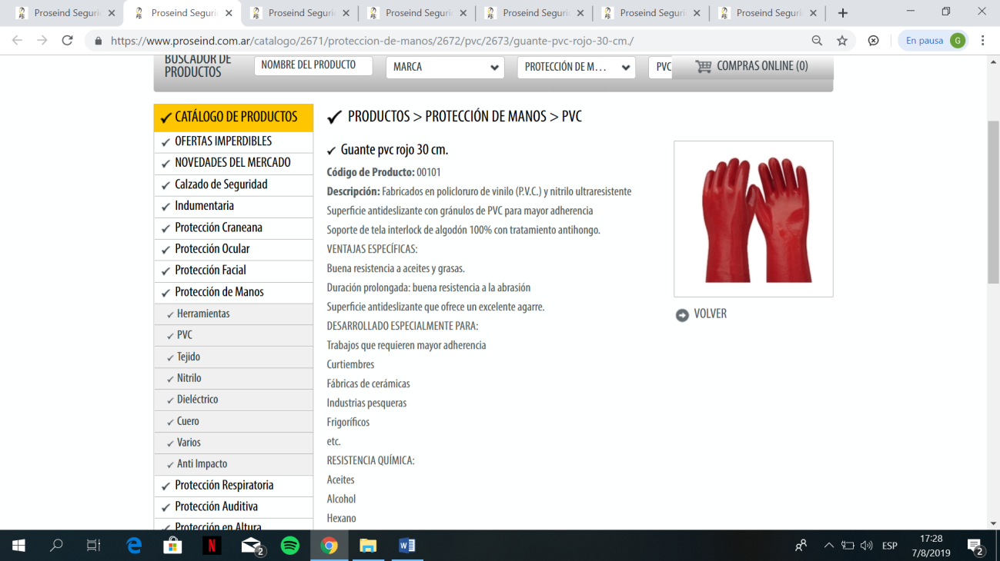 Proseind Seguri
Proseind Seguri
Proseind Seguri
Proseind Seguri
Proseind Seguri
Proseind Seguri
Proseind Seguri
https://www.proseind.com.ar/catalogo/2671/proteccion-de-manos/2672/pvc/2673/guante-pvc-rojo-30-cm./
En pausa
G
BUSCADOR DE
PRODUCTOS
NOMBRE DEL PRODUCTO
MARCA
PROTECCIÓN DE M...
PVC
COMPRAS ONLINE (0)
CATÁLOGO DE PRODUCTOS
OFERTAS IMPERDIBLES
NOVEDADES DEL MERCADO
Calzado de Seguridad
Indumentaria
Protección Craneana
Protección Ocular
Protección Facial
Protección de Manos
Herramientas
PVC
Tejido
Nitrilo
Dieléctrico
Cuero
Varios
Anti Impacto
Protección Respiratoria
Protección Auditiva
Protección en Altura
PRODUCTOS > PROTECCIÓN DE MANOS > PVC
Guante pvc rojo 30 cm.
Código de Producto: 00101
Descripción: Fabricados en policloruro de vinilo (P.V.C.) y nitrilo ultraresistente
Superficie antideslizante con gránulos de PVC para mayor adherencia
Soporte de tela interlock de algodón 100% con tratamiento antihongo.
VENTAJAS ESPECÍFICAS:
Buena resistencia a aceites y grasas.
Duración prolongada: buena resistencia a la abrasión
Superficie antideslizante que ofrece un excelente agarre.
DESARROLLADO ESPECIALMENTE PARA:
Trabajos que requieren mayor adherencia
Curtiembres
Fábricas de cerámicas
Industrias pesqueras
Frigoríficos
etc.
RESISTENCIA QUÍMICA:
Aceites
Alcohol
Hexano
VOLVER
2
ESP
17:28
7/8/2019
2